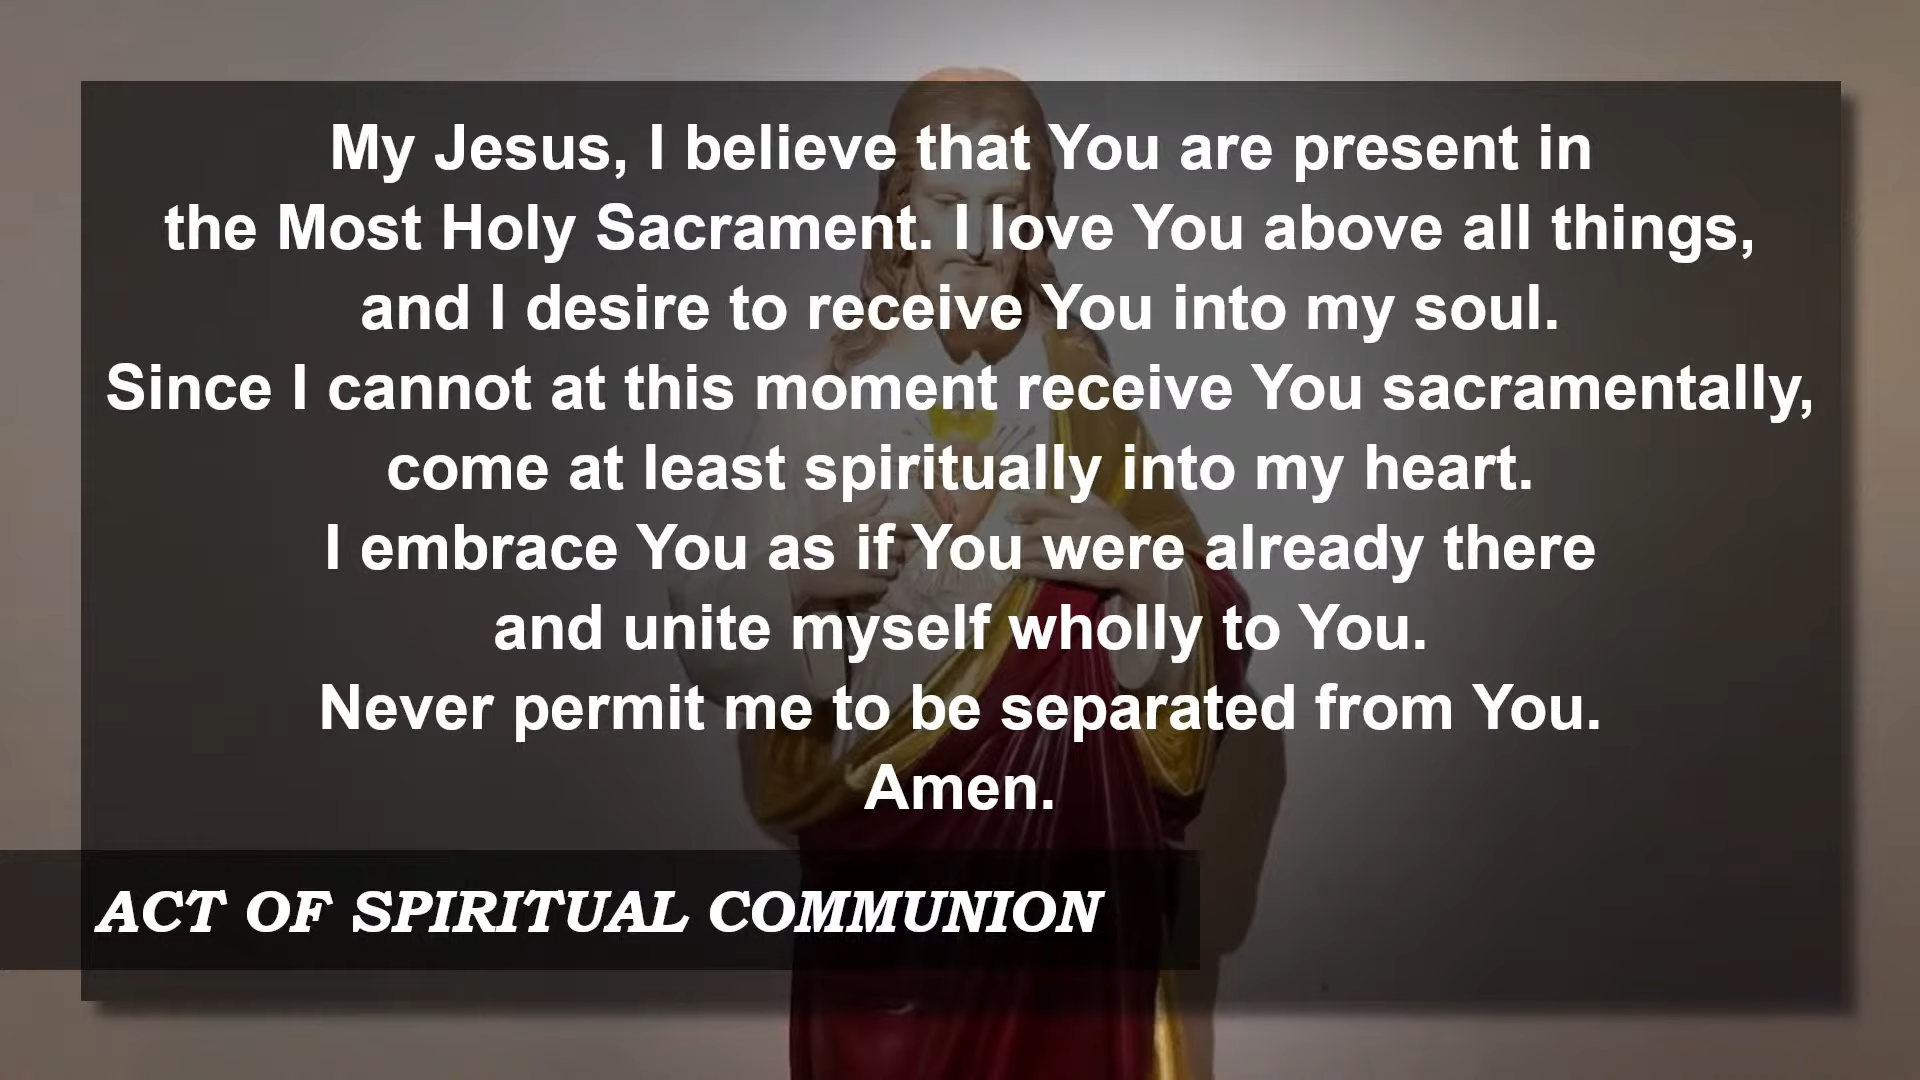 My Jesus, I believe that You are present in
the Most Holy Sacrament. I love You above all things,
and I desire to receive You into my soul.
Since I cannot at this moment receive You sacramentally,
come at least spiritually into my heart.
I embrace You as if You were already there
and unite myself wholly to You.
Never permit me to be separated from You.
Amen.
ACT OF SPIRITUAL COMMUNION